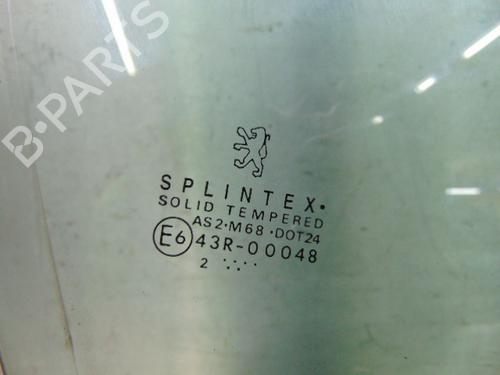 B-PARTS
SPLINTEX•
SOLID TEMPERED
AS2•M68•DOT24
E6 43R-00048
2